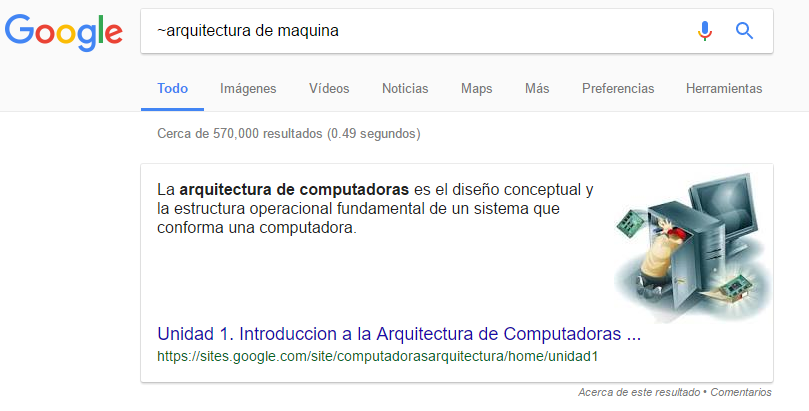 Google
~arquitectura de maquina
Todo Imágenes Vídeos Noticias Maps Más Preferencias Herramientas
Cerca de 570,000 resultados (0.49 segundos)
La arquitectura de computadoras es el diseño conceptual y
la estructura operacional fundamental de un sistema que
conforma una computadora.
Unidad 1. Introduccion a la Arquitectura de Computadoras ...
https://sites.google.com/site/computadorasarquitectura/home/unidad1
Acerca de este resultado • Comentarios